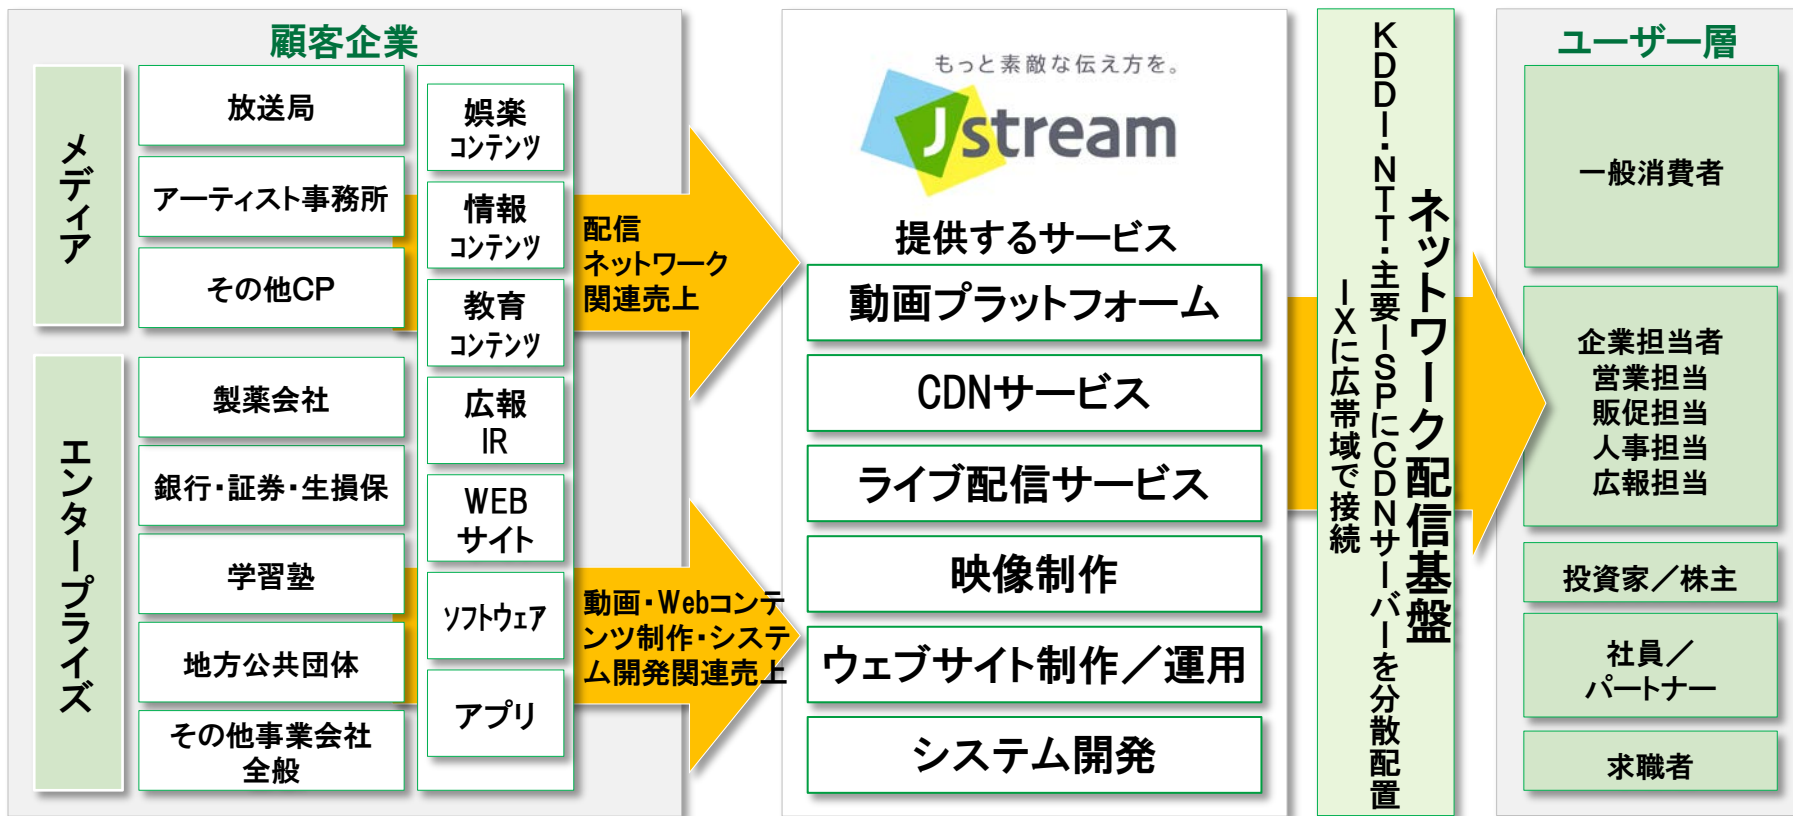 顧客企業
メディア
放送局
アーティスト事務所
その他CP
エンタープライズ
製薬会社
銀行・証券・生損保
学習塾
地方公共団体
その他事業会社
全般
娯楽
コンテンツ
情報
コンテンツ
教育
コンテンツ
広報
IR
WEB
サイト
ソフトウェア
アプリ
配信
ネットワーク
関連売上
動画・Webコンテ
ンツ制作・システ
ム開発関連売上
もっと素敵な伝え方を。
Jstream
提供するサービス
動画プラットフォーム
CDNサービス
ライブ配信サービス
映像制作
ウェブサイト制作／運用
システム開発
ネットワーク配信基盤
KDDI・NTT・主要ISPにCDNサーバーを分散配置
IXに広帯域で接続
ユーザー層
一般消費者
企業担当者
営業担当
販促担当
人事担当
広報担当
投資家／株主
社員／
パートナー
求職者